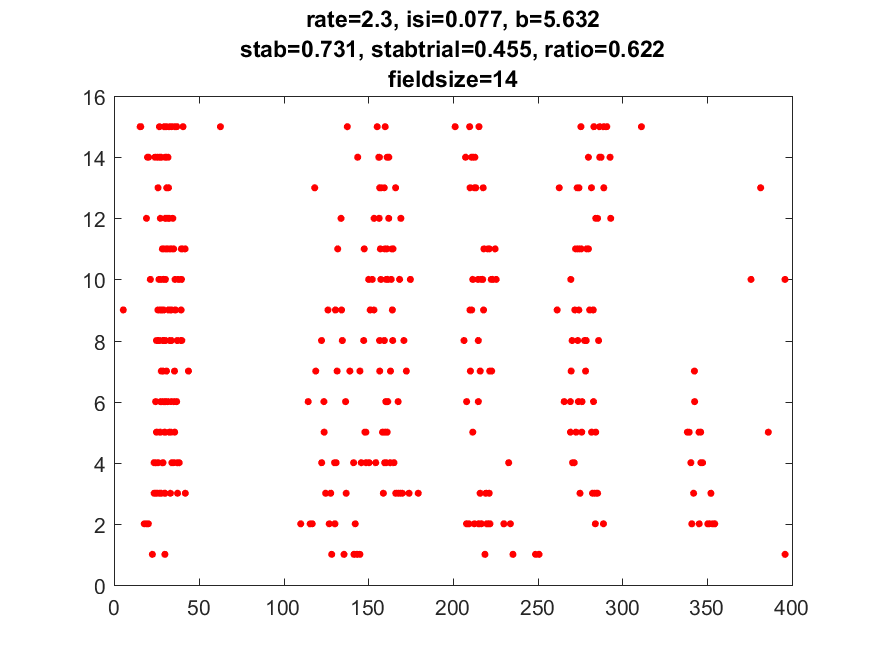 rate=2.3, isi=0.077, b=5.632
stab=0.731, stabtrial=0.455, ratio=0.622
fieldsize=14
16
14
12
10
8
6
4
2
0
0 50 100 150 200 250 300 350 400